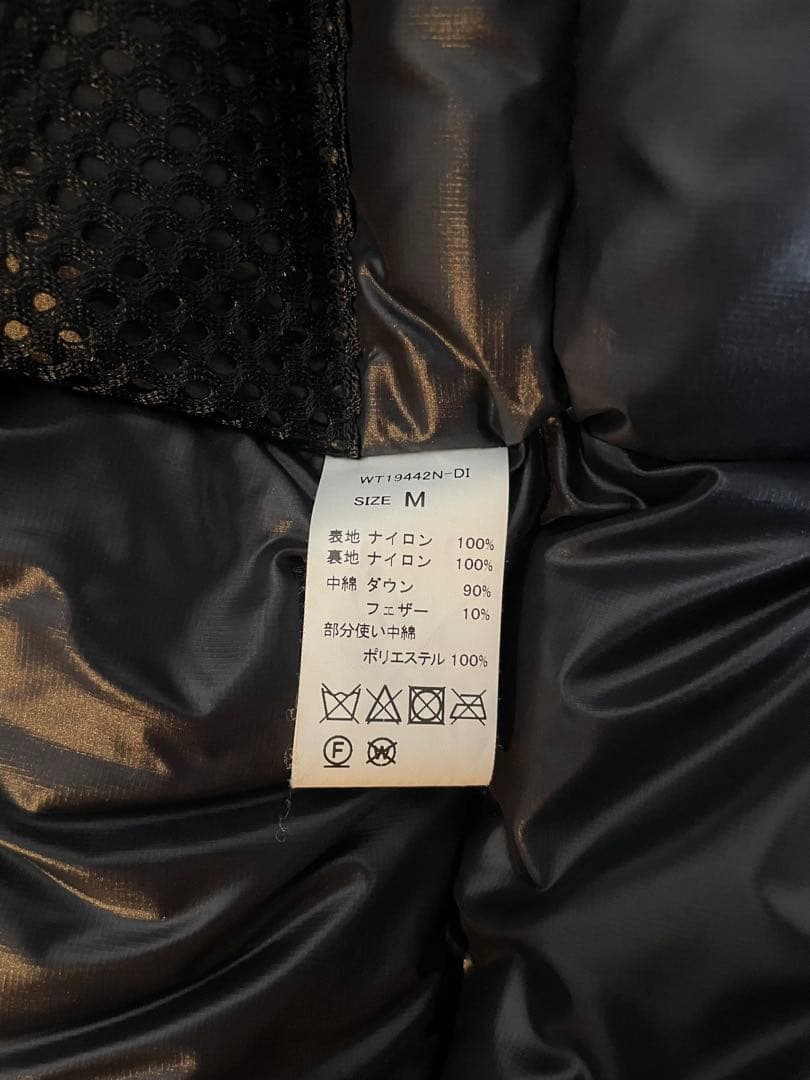 WT19442N-DI
SIZE M
表地 ナイロン 100%
裏地 ナイロン 100%
中綿 ダウン 90%
フェザー 10%
部分使い中綿
ポリエステル 100%
F W